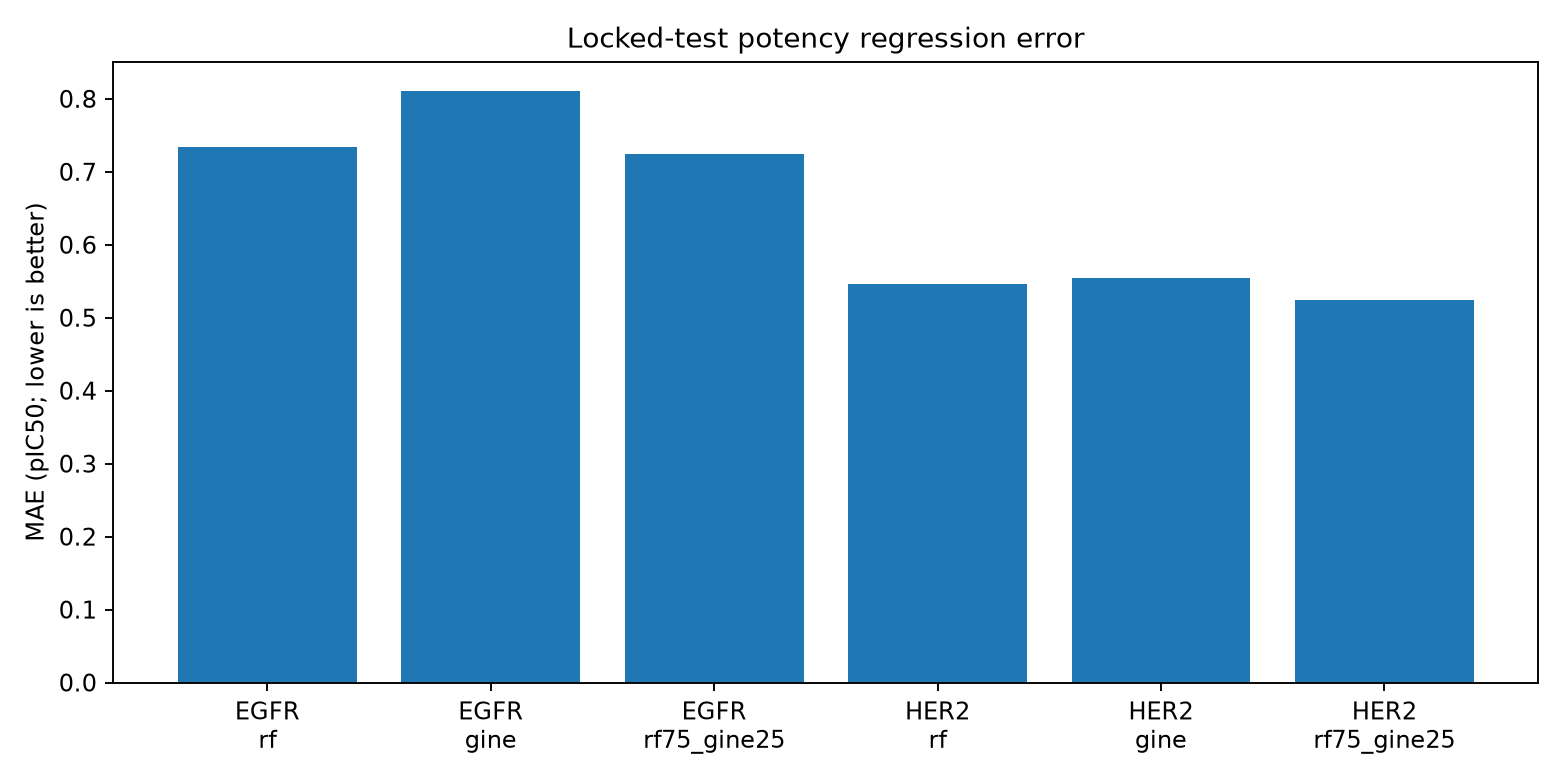 Locked-test potency regression error
MAE (pIC50; lower is better)
0.8
0.7
0.6
0.5
0.4
0.3
0.2
0.1
0.0
EGFR
rf
EGFR
gine
EGFR
rf75_gine25
HER2
rf
HER2
gine
HER2
rf75_gine25